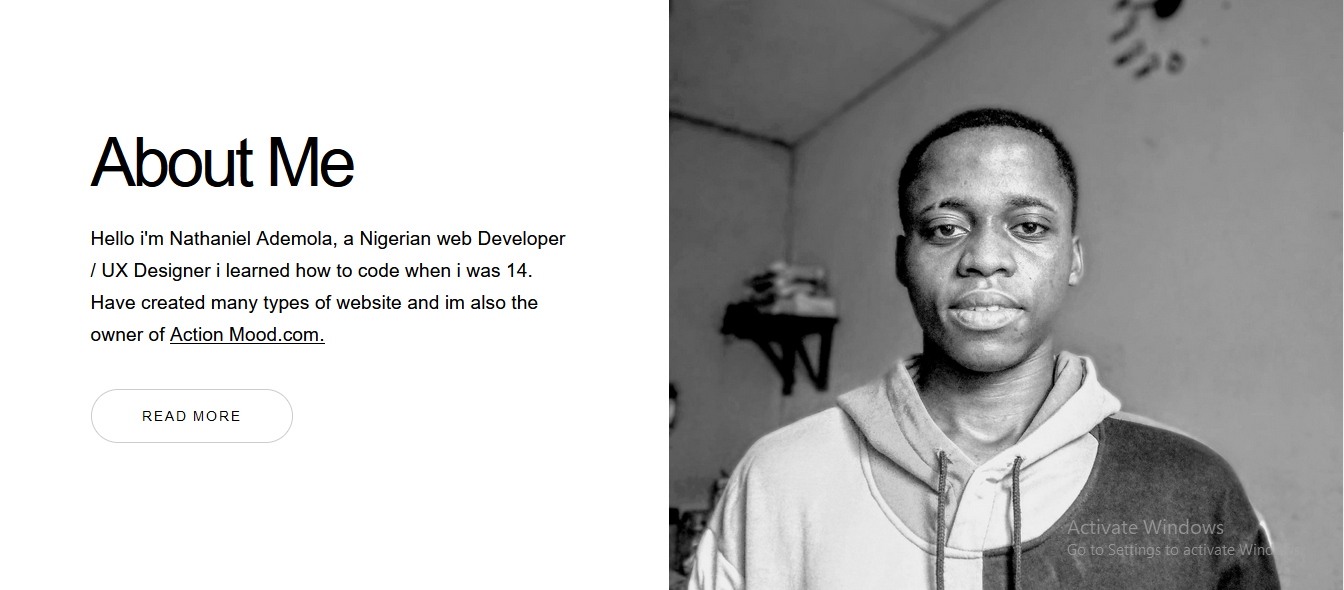 About Me
Hello i'm Nathaniel Ademola, a Nigerian web Developer
/ UX Designer i learned how to code when i was 14.
Have created many types of website and im also the
owner of Action Mood.com.
READ MORE
Activate Windows
Go to Settings to activate Windows.